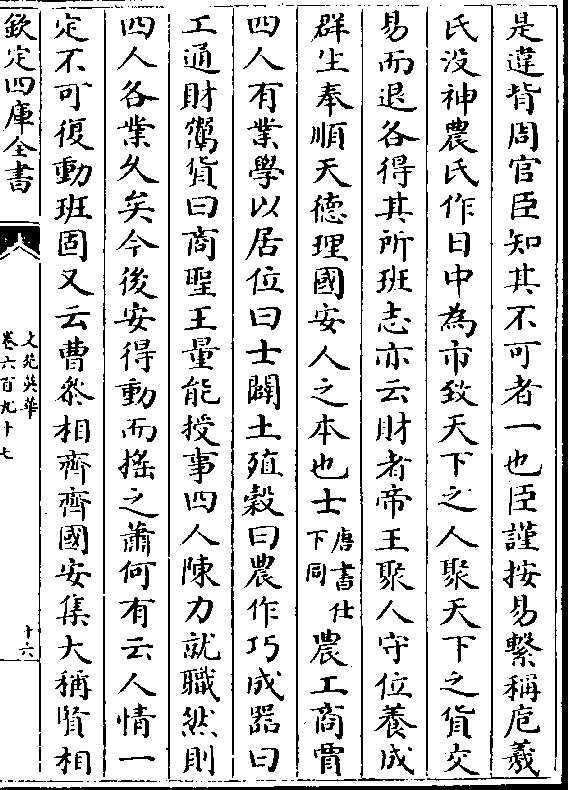 是違背周官臣知其不可者一也臣謹按易繫稱庖羲
氏没神農氏作日中為市致天下之人聚天下之貨交
易而退各得其所班志亦云財者帝王聚人守位養成
群生奉順天德理國安人之本也士唐書仕下同農工商賈
四人有業學以居位曰士闢土殖穀曰農作巧成器曰
工通財鬻貨曰商聖王量能授事四人陳力就職然則
四人各業久矣今後安得動而揺之蕭何有云人情一
定不可復動班固又云曹叅相齊齊國安集大稱賢相
欽定四庫全書
文苑英華
卷六百九十七
十六